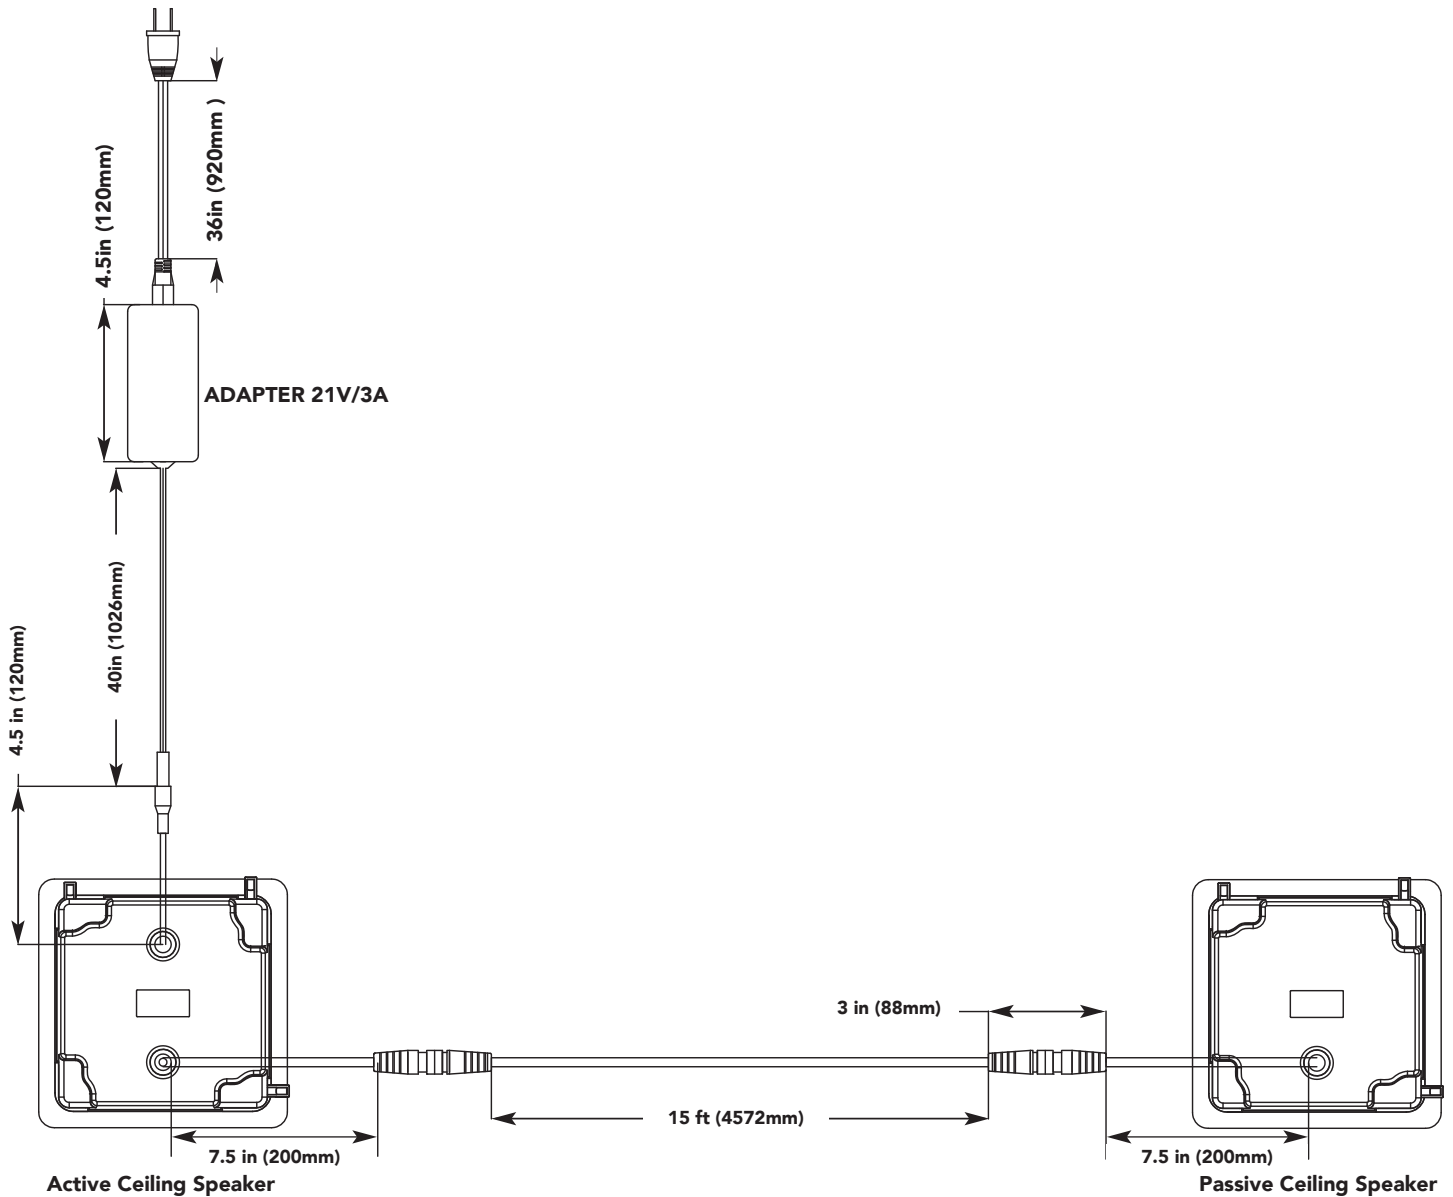 36in (920mm )
4.5in (120mm)
ADAPTER 21V/3A
40in (1026mm)
4.5 in (120mm)
3 in (88mm)
15 ft (4572mm)
7.5 in (200mm)
7.5 in (200mm)
Active Ceiling Speaker
Passive Ceiling Speaker